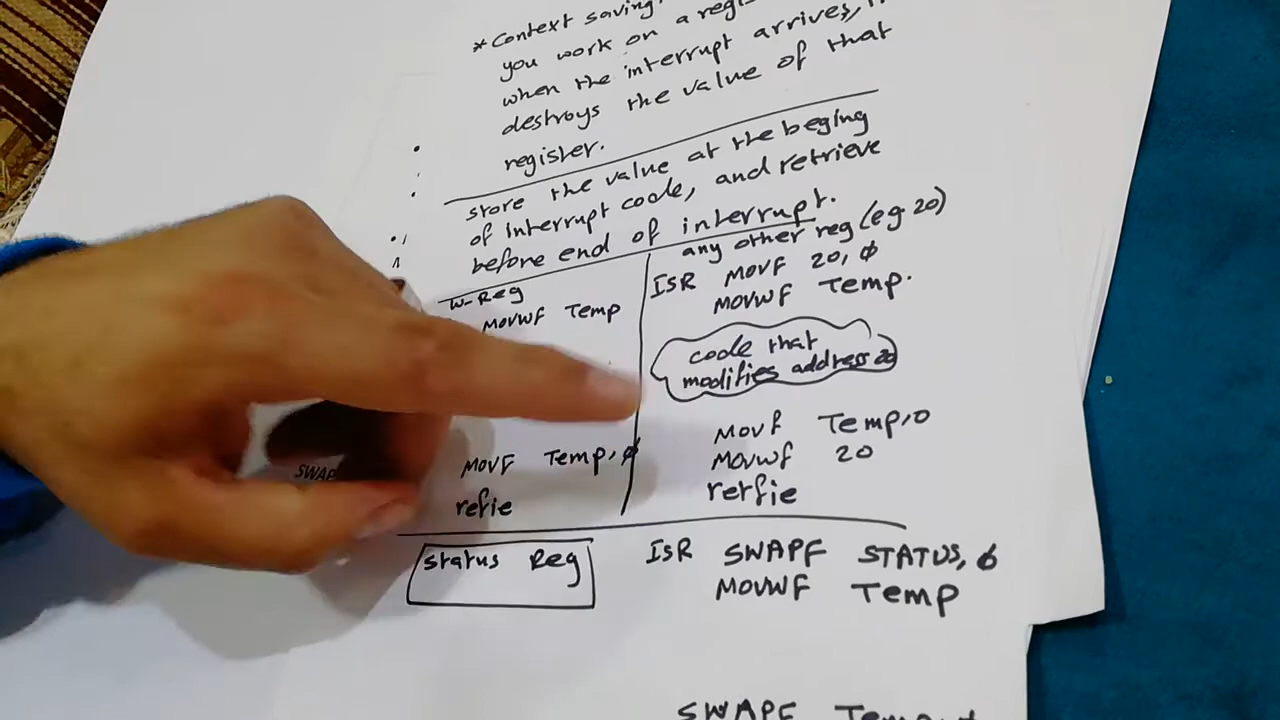 *Context saving:
you work on a regi
when the interrupt arrives,
destroys the value of that
register.
store the value at the beging
of Interrupt code, and retrieve
before end of interrupt.
W-Reg
MOVWF Temp
MOVF Temp, 0
refie
any other reg (eg 20)
ISR MOVF 20, 0
MOVWF Temp.
code that
modifies address 20
MOVF Temp,0
MOVWF 20
retfie
SWAP
Status Reg
ISR SWAPF STATUS, 0
MOVWF Temp
SWAPF